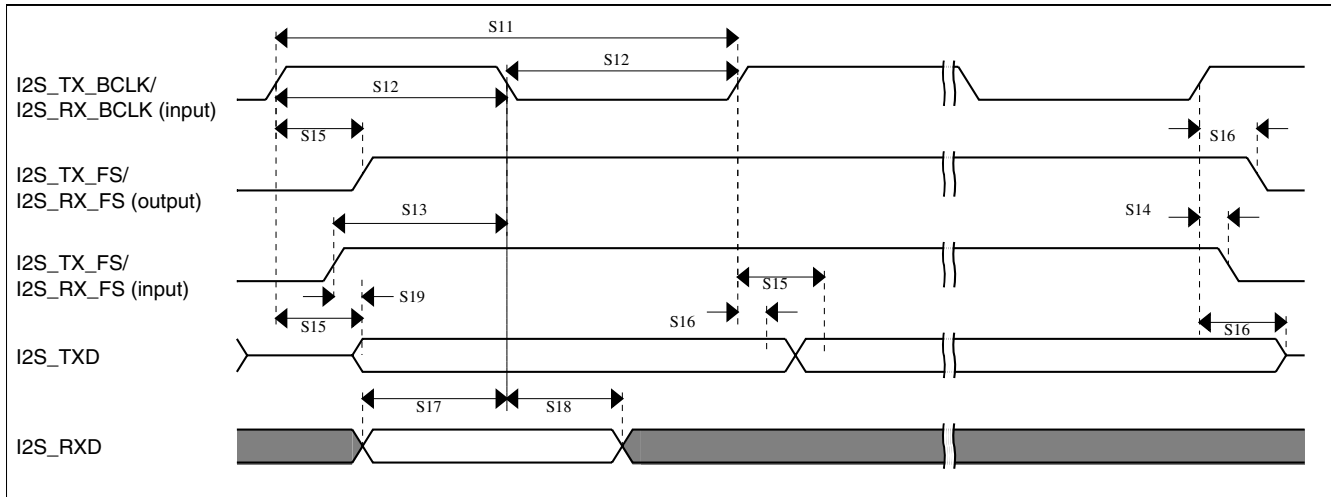 S11
I2S_TX_BCLK/
I2S_RX_BCLK (input)
S12
S12
S15
S16
I2S_TX_FS/
I2S_RX_FS (output)
S13
S14
I2S_TX_FS/
I2S_RX_FS (input)
S15
S19
S15
S16
S16
I2S_TXD
S17
S18
I2S_RXD